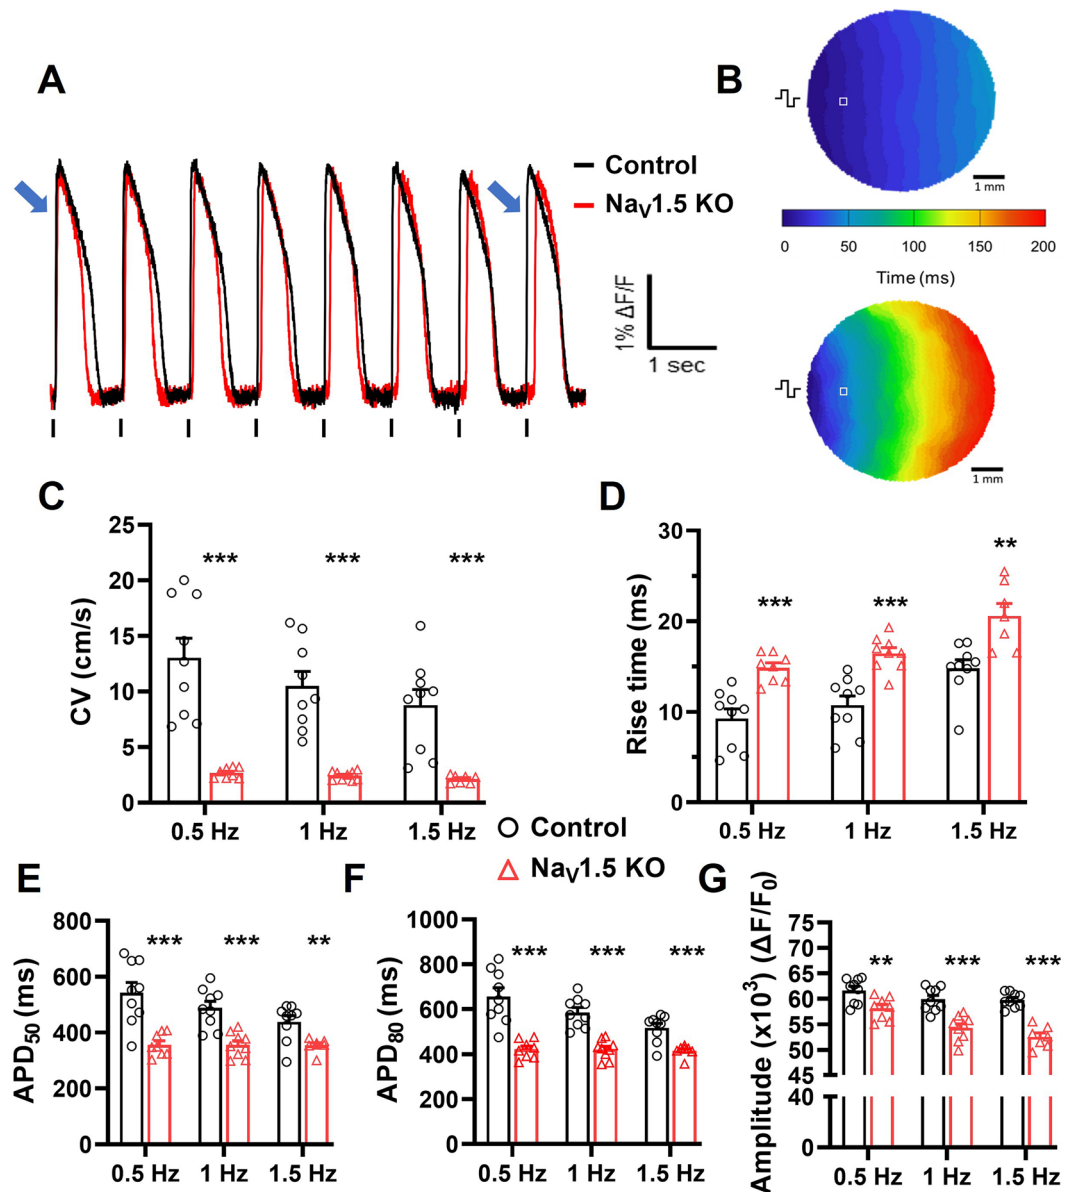 A
Control
NaV1.5 KO
1% ΔF/F
1 sec
B
1 mm
0 50 100 150 200
Time (ms)
1 mm
C
CV (cm/s)
25
20
15
10
5
0
*** *** ***
0.5 Hz 1 Hz 1.5 Hz
D
Rise time (ms)
30
20
10
0
*** *** **
0.5 Hz 1 Hz 1.5 Hz
Control
NaV1.5 KO
E
APD50 (ms)
800
600
400
200
0
*** *** **
0.5 Hz 1 Hz 1.5 Hz
F
APD80 (ms)
1000
800
600
400
200
0
*** *** ***
0.5 Hz 1 Hz 1.5 Hz
G
Amplitude (x10³) (ΔF/F0)
75
70
65
60
55
50
45
40
0
** *** ***
0.5 Hz 1 Hz 1.5 Hz